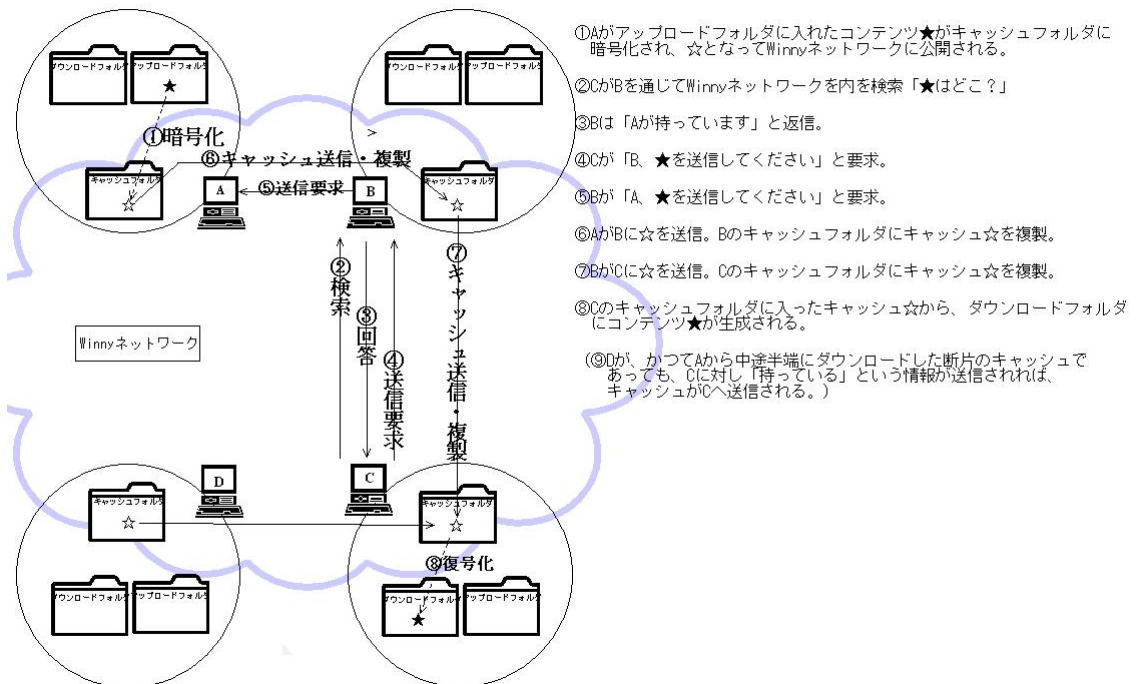 ダウンロードフォルダ
アップロードフォルダ
★
①暗号化
キャッシュフォルダ
☆
A
ダウンロードフォルダ
アップロードフォルダ
>
⑥キャッシュ送信・複製
⑤送信要求
B
キャッシュフォルダ
☆
②検索
③回答
④送信要求
⑦キャッシュ送信・複製
Winnyネットワーク
D
キャッシュフォルダ
☆
ダウンロードフォルダ
アップロードフォルダ
C
キャッシュフォルダ
☆
⑧復号化
ダウンロードフォルダ
★
アップロードフォルダ
①Aがアップロードフォルダに入れたコンテンツ★がキャッシュフォルダに
暗号化され、☆となってWinnyネットワークに公開される。
②CがBを通じてWinnyネットワークを内を検索「★はどこ？」
③Bは「Aが持っています」と返信。
④Cが「B、★を送信してください」と要求。
⑤Bが「A、★を送信してください」と要求。
⑥AがBに☆を送信。Bのキャッシュフォルダにキャッシュ☆を複製。
⑦BがCに☆を送信。Cのキャッシュフォルダにキャッシュ☆を複製。
⑧Cのキャッシュフォルダに入ったキャッシュ☆から、ダウンロードフォルダ
にコンテンツ★が生成される。
(⑨Dが、かつてAから中途半端にダウンロードした断片のキャッシュで
あっても、Cに対し「持っている」という情報が送信されれば、
キャッシュがCへ送信される。)